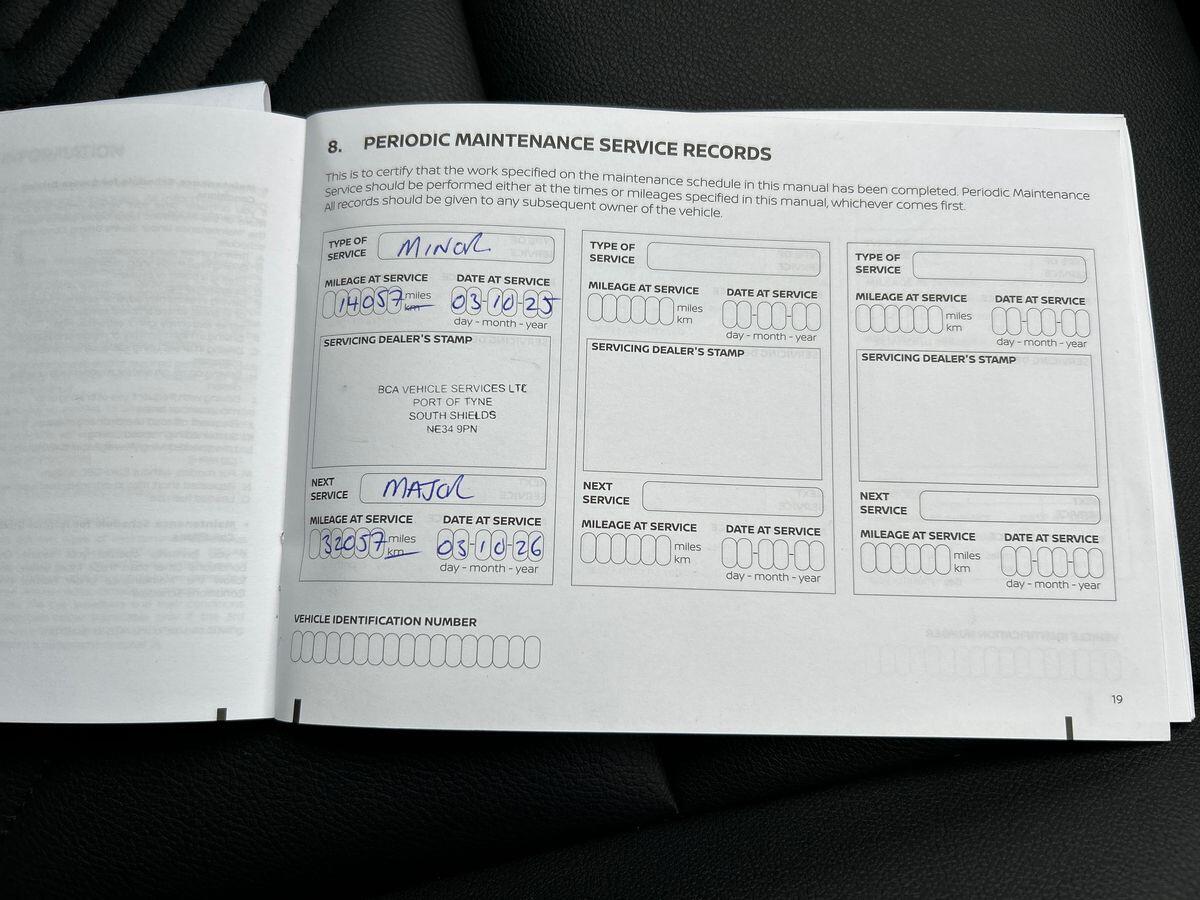 8. PERIODIC MAINTENANCE SERVICE RECORDS
This is to certify that the work specified on the maintenance schedule in this manual has been completed. Periodic Maintenance
Service should be performed either at the times or mileages specified in this manual, whichever comes first.
All records should be given to any subsequent owner of the vehicle.
TYPE OF
SERVICE
MINOR
MILEAGE AT SERVICE
DATE AT SERVICE
14057
miles
km
03-10-25
day - month - year
SERVICING DEALER'S STAMP
BCA VEHICLE SERVICES LTD
PORT OF TYNE
SOUTH SHIELDS
NE34 9PN
NEXT
SERVICE
MAJOR
MILEAGE AT SERVICE
DATE AT SERVICE
32057
miles
km
03-10-26
day - month - year
TYPE OF
SERVICE
MILEAGE AT SERVICE
DATE AT SERVICE
miles
km
day - month - year
SERVICING DEALER'S STAMP
NEXT
SERVICE
MILEAGE AT SERVICE
DATE AT SERVICE
miles
km
day - month - year
TYPE OF
SERVICE
MILEAGE AT SERVICE
DATE AT SERVICE
miles
km
day - month - year
SERVICING DEALER'S STAMP
NEXT
SERVICE
MILEAGE AT SERVICE
DATE AT SERVICE
miles
km
day - month - year
VEHICLE IDENTIFICATION NUMBER
19